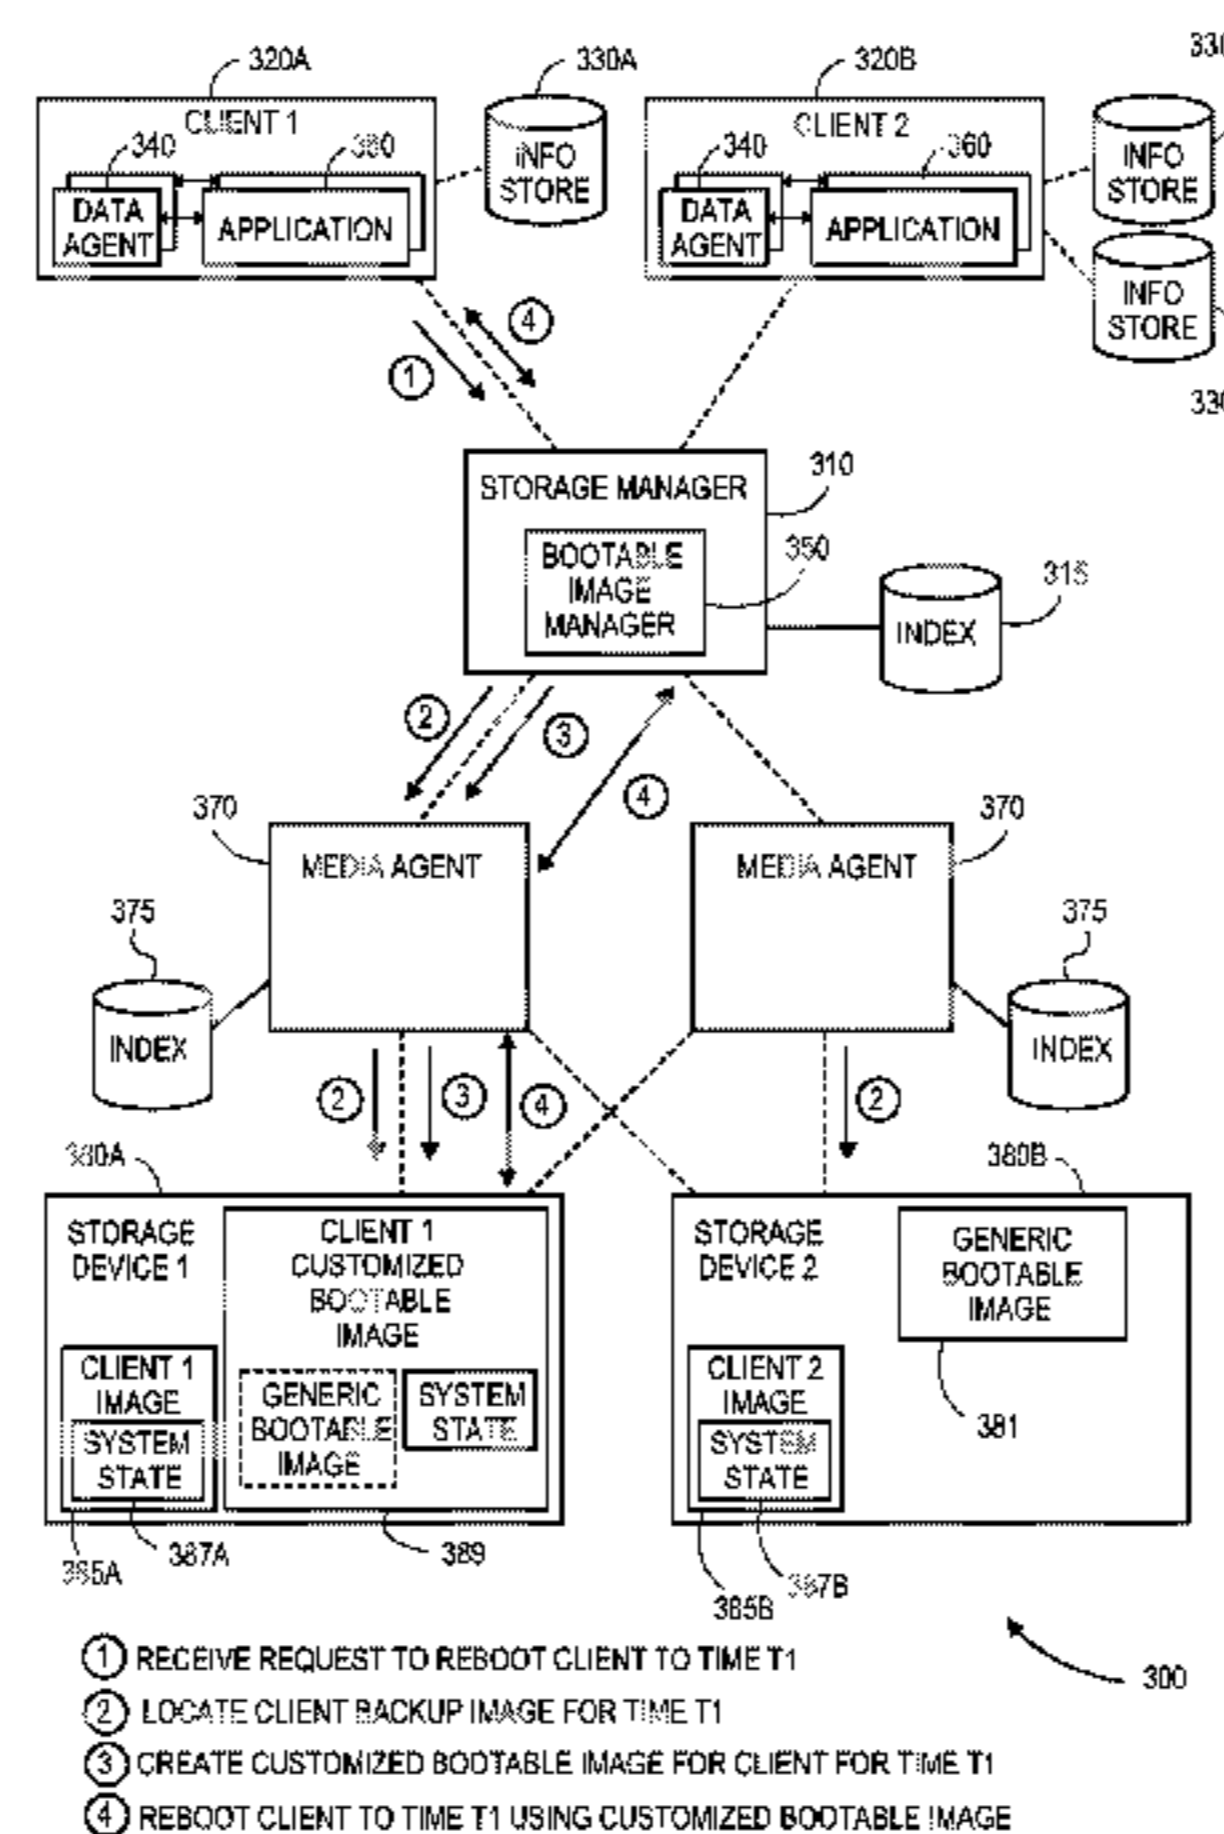 320A
330A
320B
330
CLIENT 1
INFO
STORE
340
360
DATA
AGENT
APPLICATION
CLIENT 2
340
360
DATA
AGENT
APPLICATION
INFO
STORE
INFO
STORE
330
4
1
STORAGE MANAGER
310
BOOTABLE
IMAGE
MANAGER
350
INDEX
315
2
3
4
370
MEDIA AGENT
MEDIA AGENT
370
375
INDEX
375
INDEX
2
3
4
2
380A
380B
STORAGE
DEVICE 1
CLIENT 1
CUSTOMIZED
BOOTABLE
IMAGE
CLIENT 1
IMAGE
SYSTEM
STATE
GENERIC
BOOTABLE
IMAGE
SYSTEM
STATE
STORAGE
DEVICE 2
GENERIC
BOOTABLE
IMAGE
CLIENT 2
IMAGE
SYSTEM
STATE
381
385A
387A
389
385B
387B
300
1 RECEIVE REQUEST TO REBOOT CLIENT TO TIME T1
2 LOCATE CLIENT BACKUP IMAGE FOR TIME T1
3 CREATE CUSTOMIZED BOOTABLE IMAGE FOR CLIENT FOR TIME T1
4 REBOOT CLIENT TO TIME T1 USING CUSTOMIZED BOOTABLE IMAGE